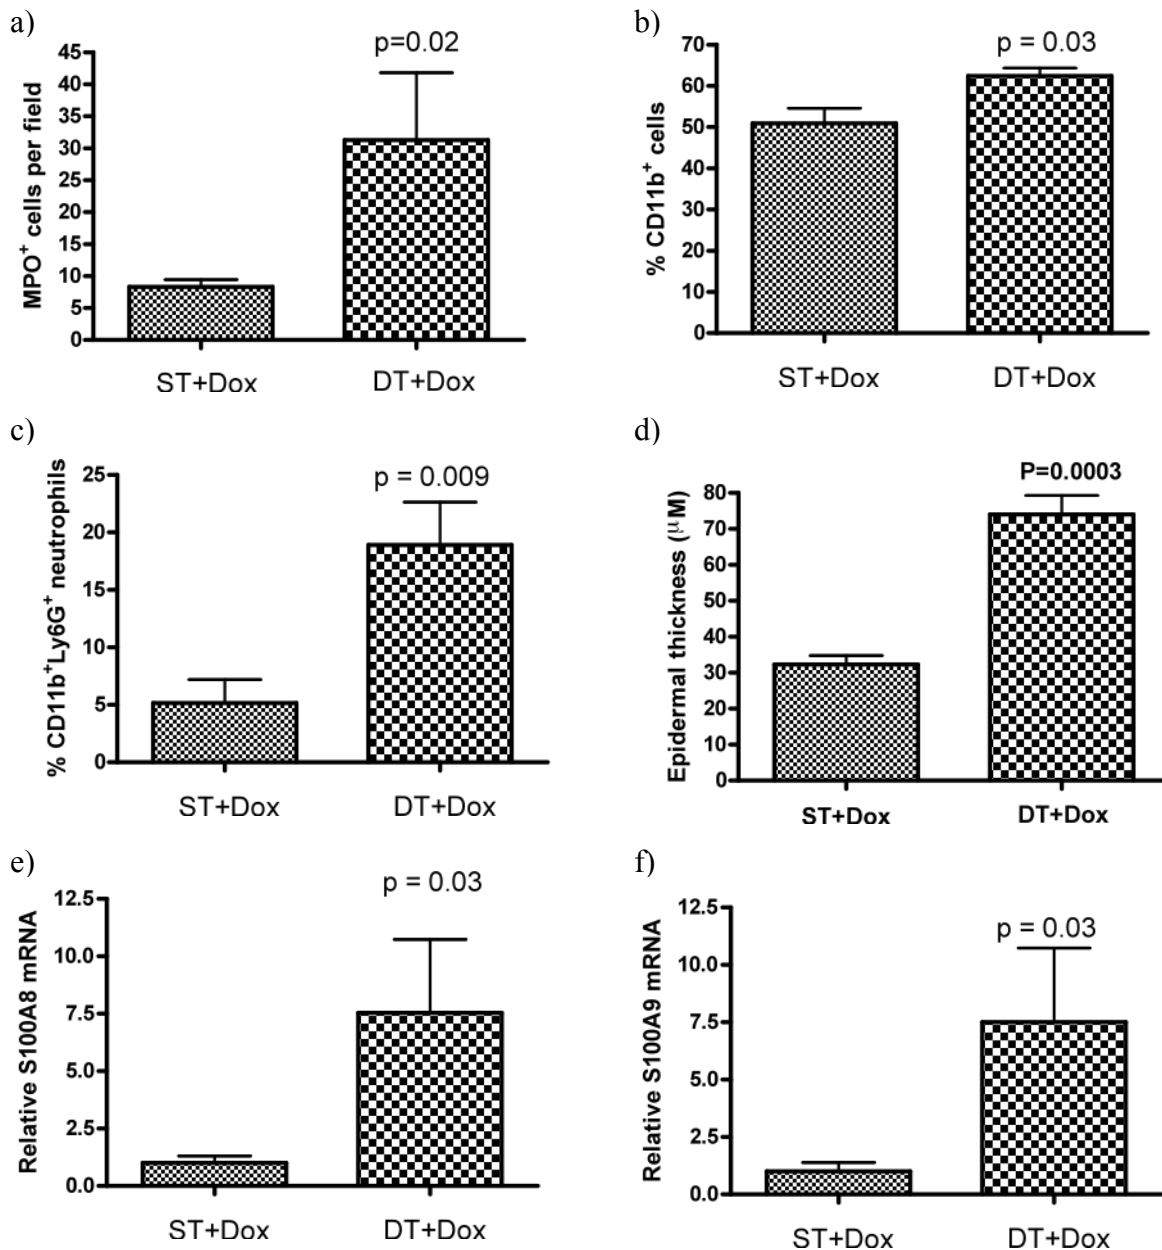 a)
p=0.02
45
40
35
30
25
20
15
10
5
0
MPO⁺ cells per field
ST+Dox
DT+Dox
b)
p = 0.03
70
60
50
40
30
20
10
0
% CD11b⁺ cells
ST+Dox
DT+Dox
c)
p = 0.009
25
20
15
10
5
0
% CD11b⁺Ly6G⁺ neutrophils
ST+Dox
DT+Dox
d)
P=0.0003
80
70
60
50
40
30
20
10
0
Epidermal thickness (μM)
ST+Dox
DT+Dox
e)
p = 0.03
12.5
10.0
7.5
5.0
2.5
0.0
Relative S100A8 mRNA
ST+Dox
DT+Dox
f)
p = 0.03
12.5
10.0
7.5
5.0
2.5
0.0
Relative S100A9 mRNA
ST+Dox
DT+Dox